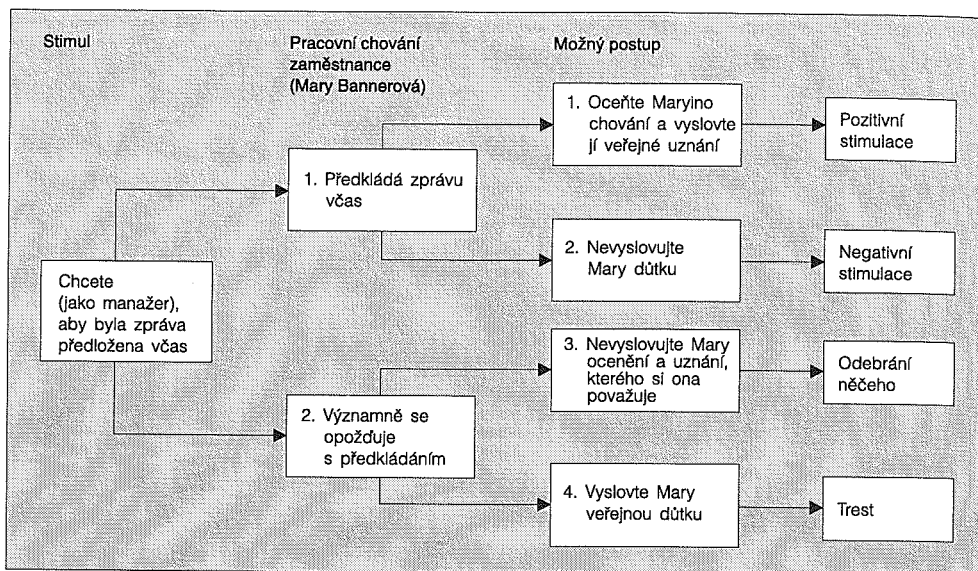 Stimul
Pracovní chování
zaměstnance
(Mary Bannerová)
Možný postup
Chcete
(jako manažer),
aby byla zpráva
předložena včas
1. Předkládá zprávu
včas
2. Významně se
opožďuje
s předkládáním
1. Oceňte Maryino
chování a vyslovte
jí veřejné uznání
2. Nevyslovujte
Mary důtku
3. Nevyslovujte Mary
ocenění a uznání,
kterého si ona
považuje
4. Vyslovte Mary
veřejnou důtku
Pozitivní
stimulace
Negativní
stimulace
Odebrání
něčeho
Trest